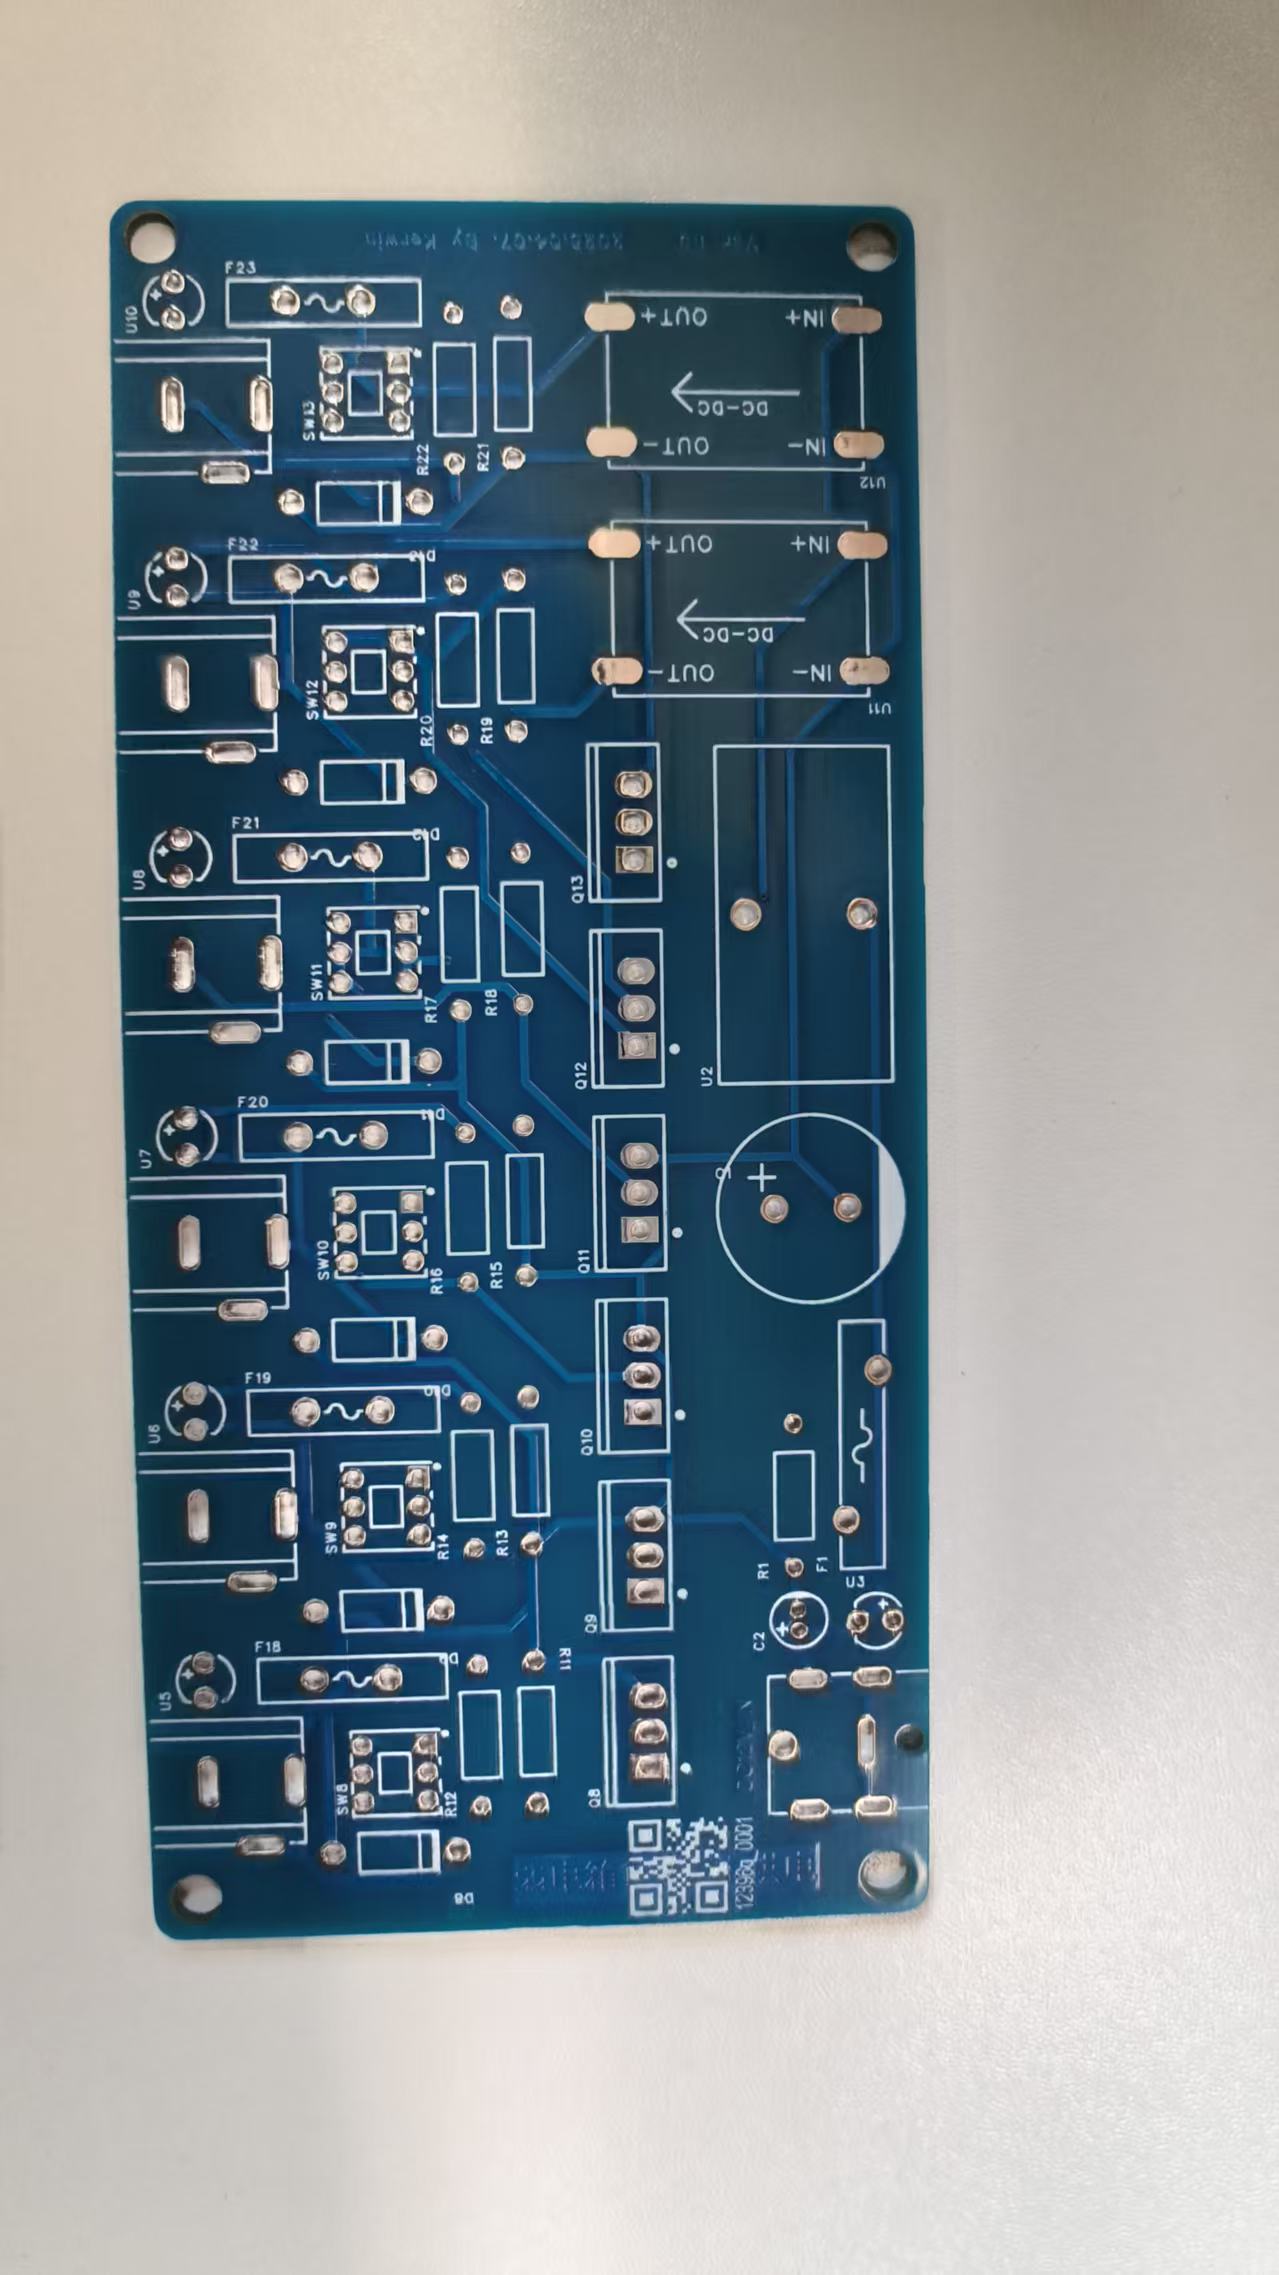 By Kerwin
F23
U10
OUT+
IN+
DC-DC
SW13
R22
R21
OUT-
IN-
U12
U9
OUT+
IN+
DC-DC
SW12
R20
R19
OUT-
IN-
U11
F21
U8
Q13
SW11
R17
R18
Q12
U2
F20
U7
SW10
R16
R15
Q11
F19
U6
Q10
SW9
R14
R13
R1
F1
U3
Q9
C2
F18
R11
U5
SW8
R12
Q8
D8